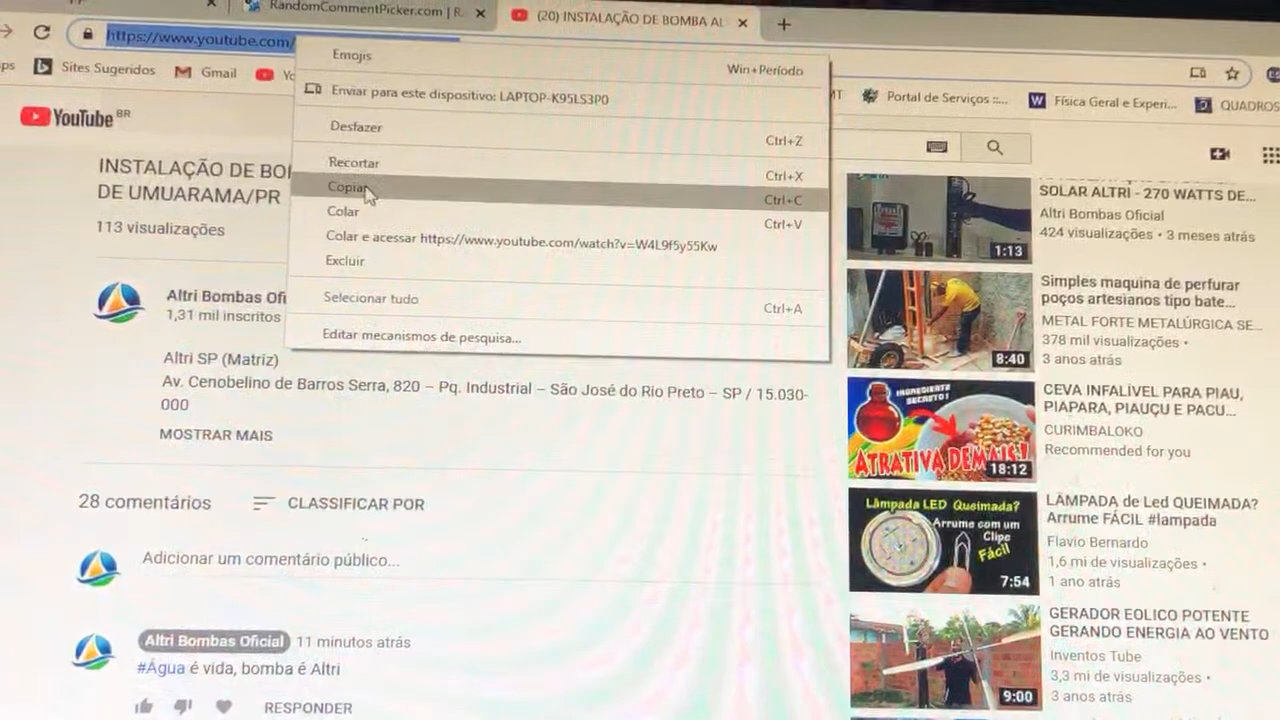 RandomCommentPicker.com | R.
(20) INSTALAÇÃO DE BOMBA AL
https://www.youtube.com/
Sites Sugeridos
Gmail
Portal de Serviços ::...
Física Geral e Experi...
QUADROS
Emojis
Win+Período
Enviar para este dispositivo: LAPTOP-K95LS3P0
Desfazer
Ctrl+Z
Recortar
Ctrl+X
Copiar
Ctrl+C
Colar
Ctrl+V
Colar e acessar https://www.youtube.com/watch?v=W4L9f5y55Kw
Excluir
Selecionar tudo
Ctrl+A
Editar mecanismos de pesquisa...
YouTube BR
INSTALAÇÃO DE
DE UMUARAMA/PR
113 visualizações
Altri Bombas
1,31 mil inscritos
Altri SP (Matriz)
Av. Cenobelino de Barros Serra, 820 – Pq. Industrial – São José do Rio Preto – SP / 15.030-
000
MOSTRAR MAIS
28 comentários
CLASSIFICAR POR
Adicionar um comentário público...
Altri Bombas Oficial 11 minutos atrás
#Água é vida, bomba é Altri
RESPONDER
SOLAR ALTRI - 270 WATTS DE...
Altri Bombas Oficial
424 visualizações • 3 meses atrás
1:13
Simples maquina de perfurar
poços artesianos tipo bate...
METAL FORTE METALÚRGICA SE...
378 mil visualizações •
3 anos atrás
8:40
CEVA INFALÍVEL PARA PIAU,
PIAPARA, PIAUÇU E PACU...
CURIMBALOKO
Recommended for you
INGREDIENTE
SECRETO!
ATRATIVA DEMAIS!
18:12
LÂMPADA de Led QUEIMADA?
Arrume FÁCIL #lampada
Flavio Bernardo
1,6 mi de visualizações •
1 ano atrás
Lâmpada LED Queimada?
Arrume com um
Clipe
Fácil
7:54
GERADOR EOLICO POTENTE
GERANDO ENERGIA AO VENTO
Inventos Tube
3,3 mi de visualizações •
3 anos atrás
9:00